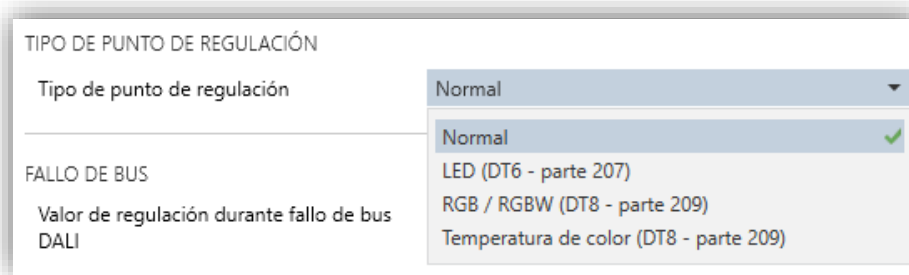 TIPO DE PUNTO DE REGULACIÓN
Tipo de punto de regulación
Normal
Normal
LED (DT6 - parte 207)
RGB / RGBW (DT8 - parte 209)
Temperatura de color (DT8 - parte 209)
FALLO DE BUS
Valor de regulación durante fallo de bus
DALI